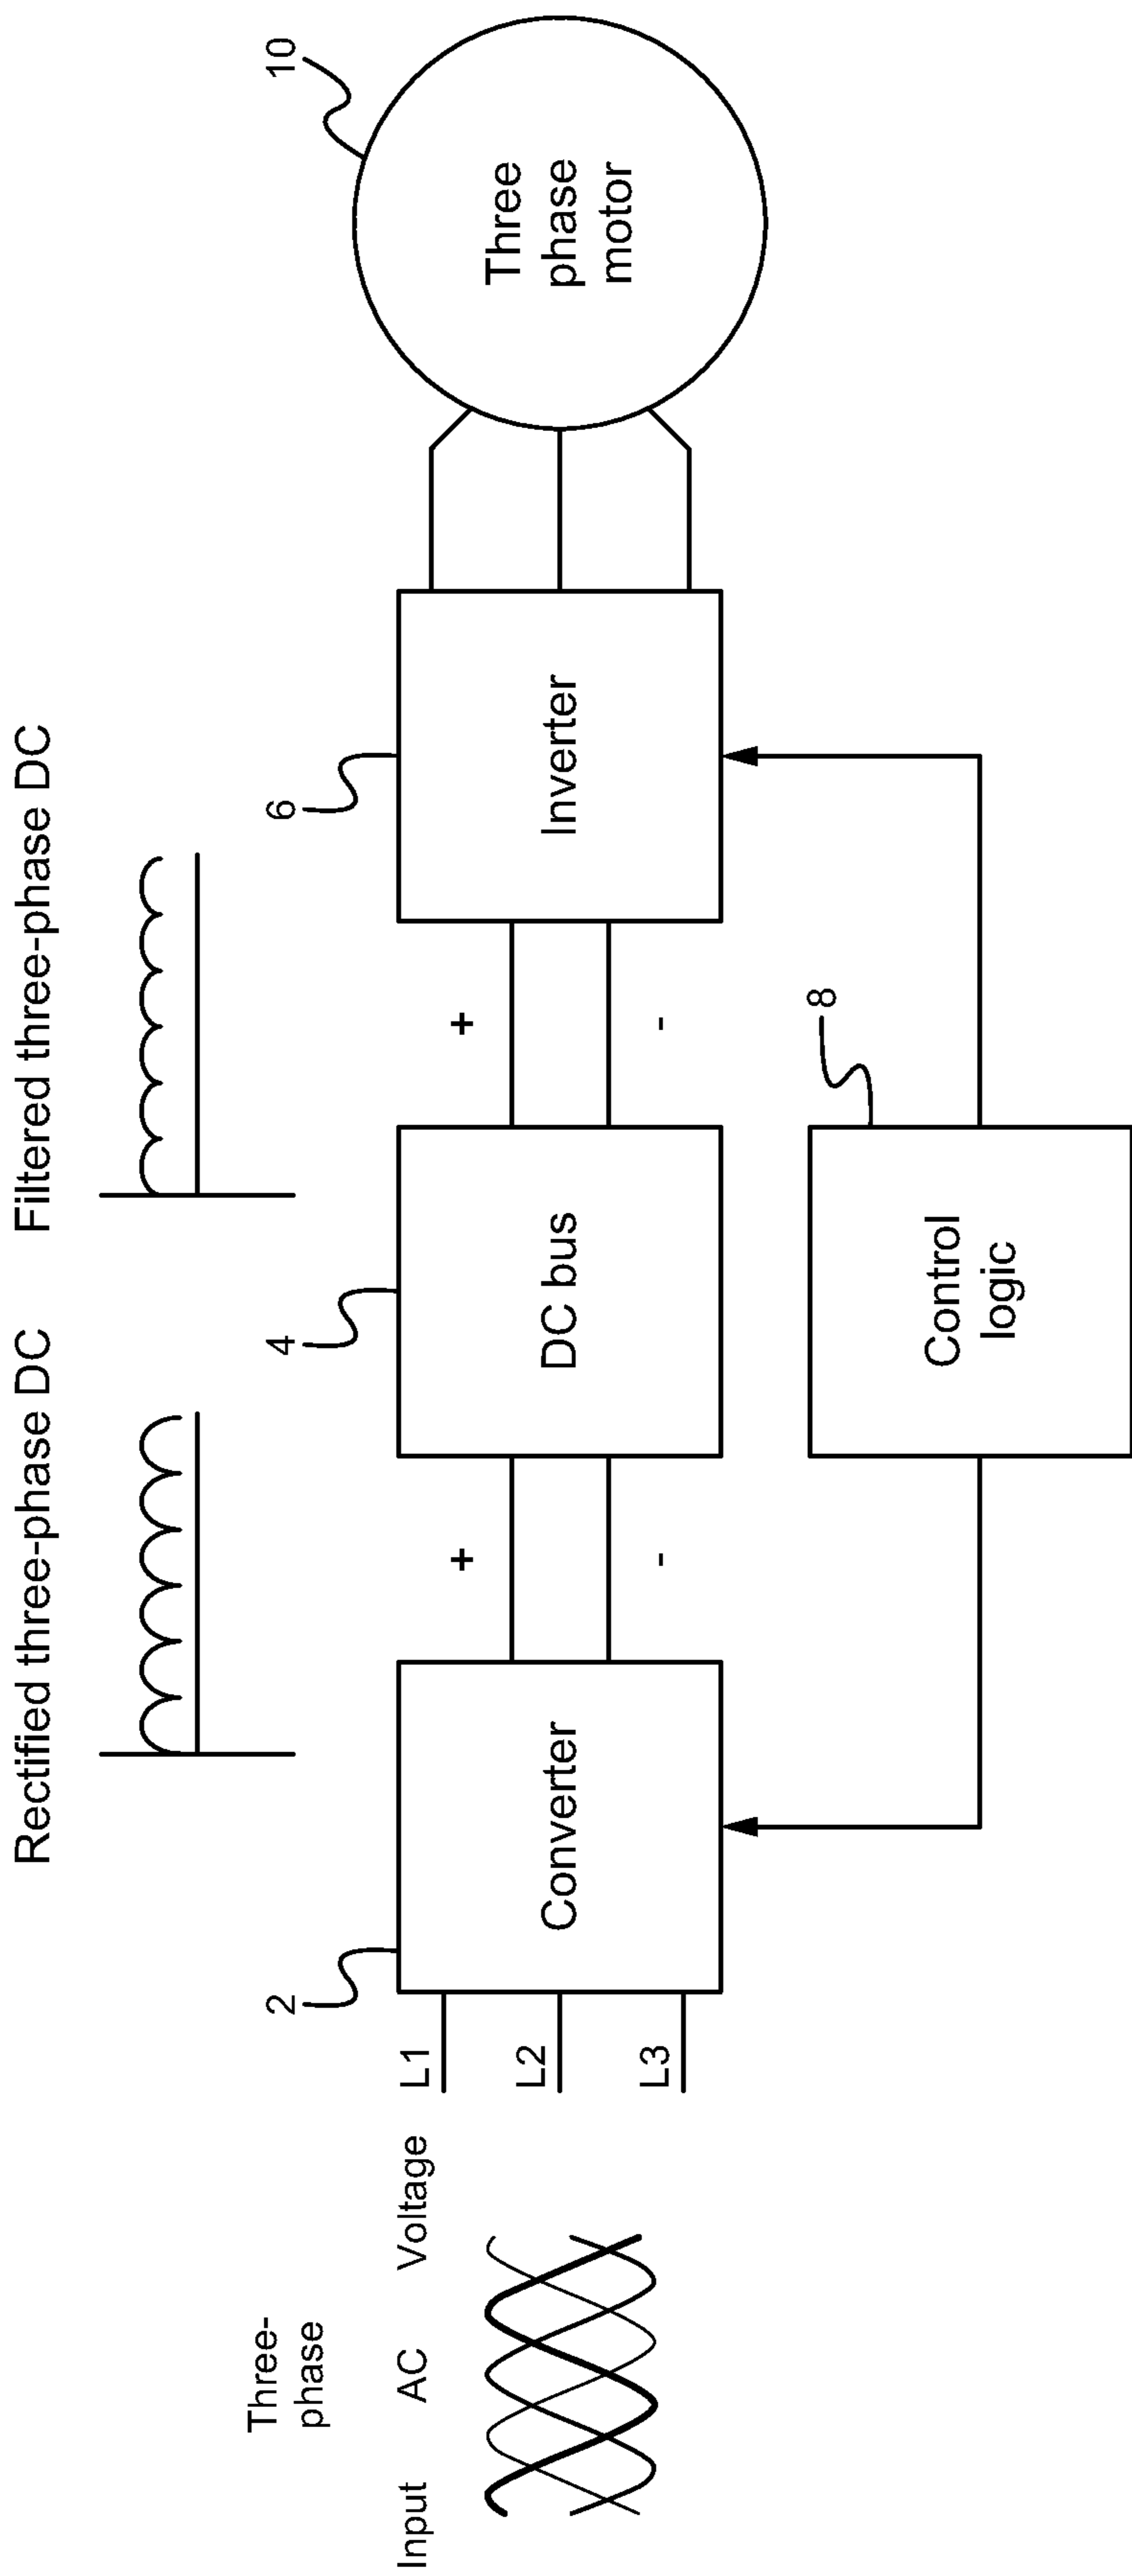 Rectified three-phase DC
Filtered three-phase DC
Three-
phase
Input AC Voltage
L1
L2
L3
2
Converter
+
-
4
DC bus
+
-
6
Inverter
10
Three
phase
motor
8
Control
logic